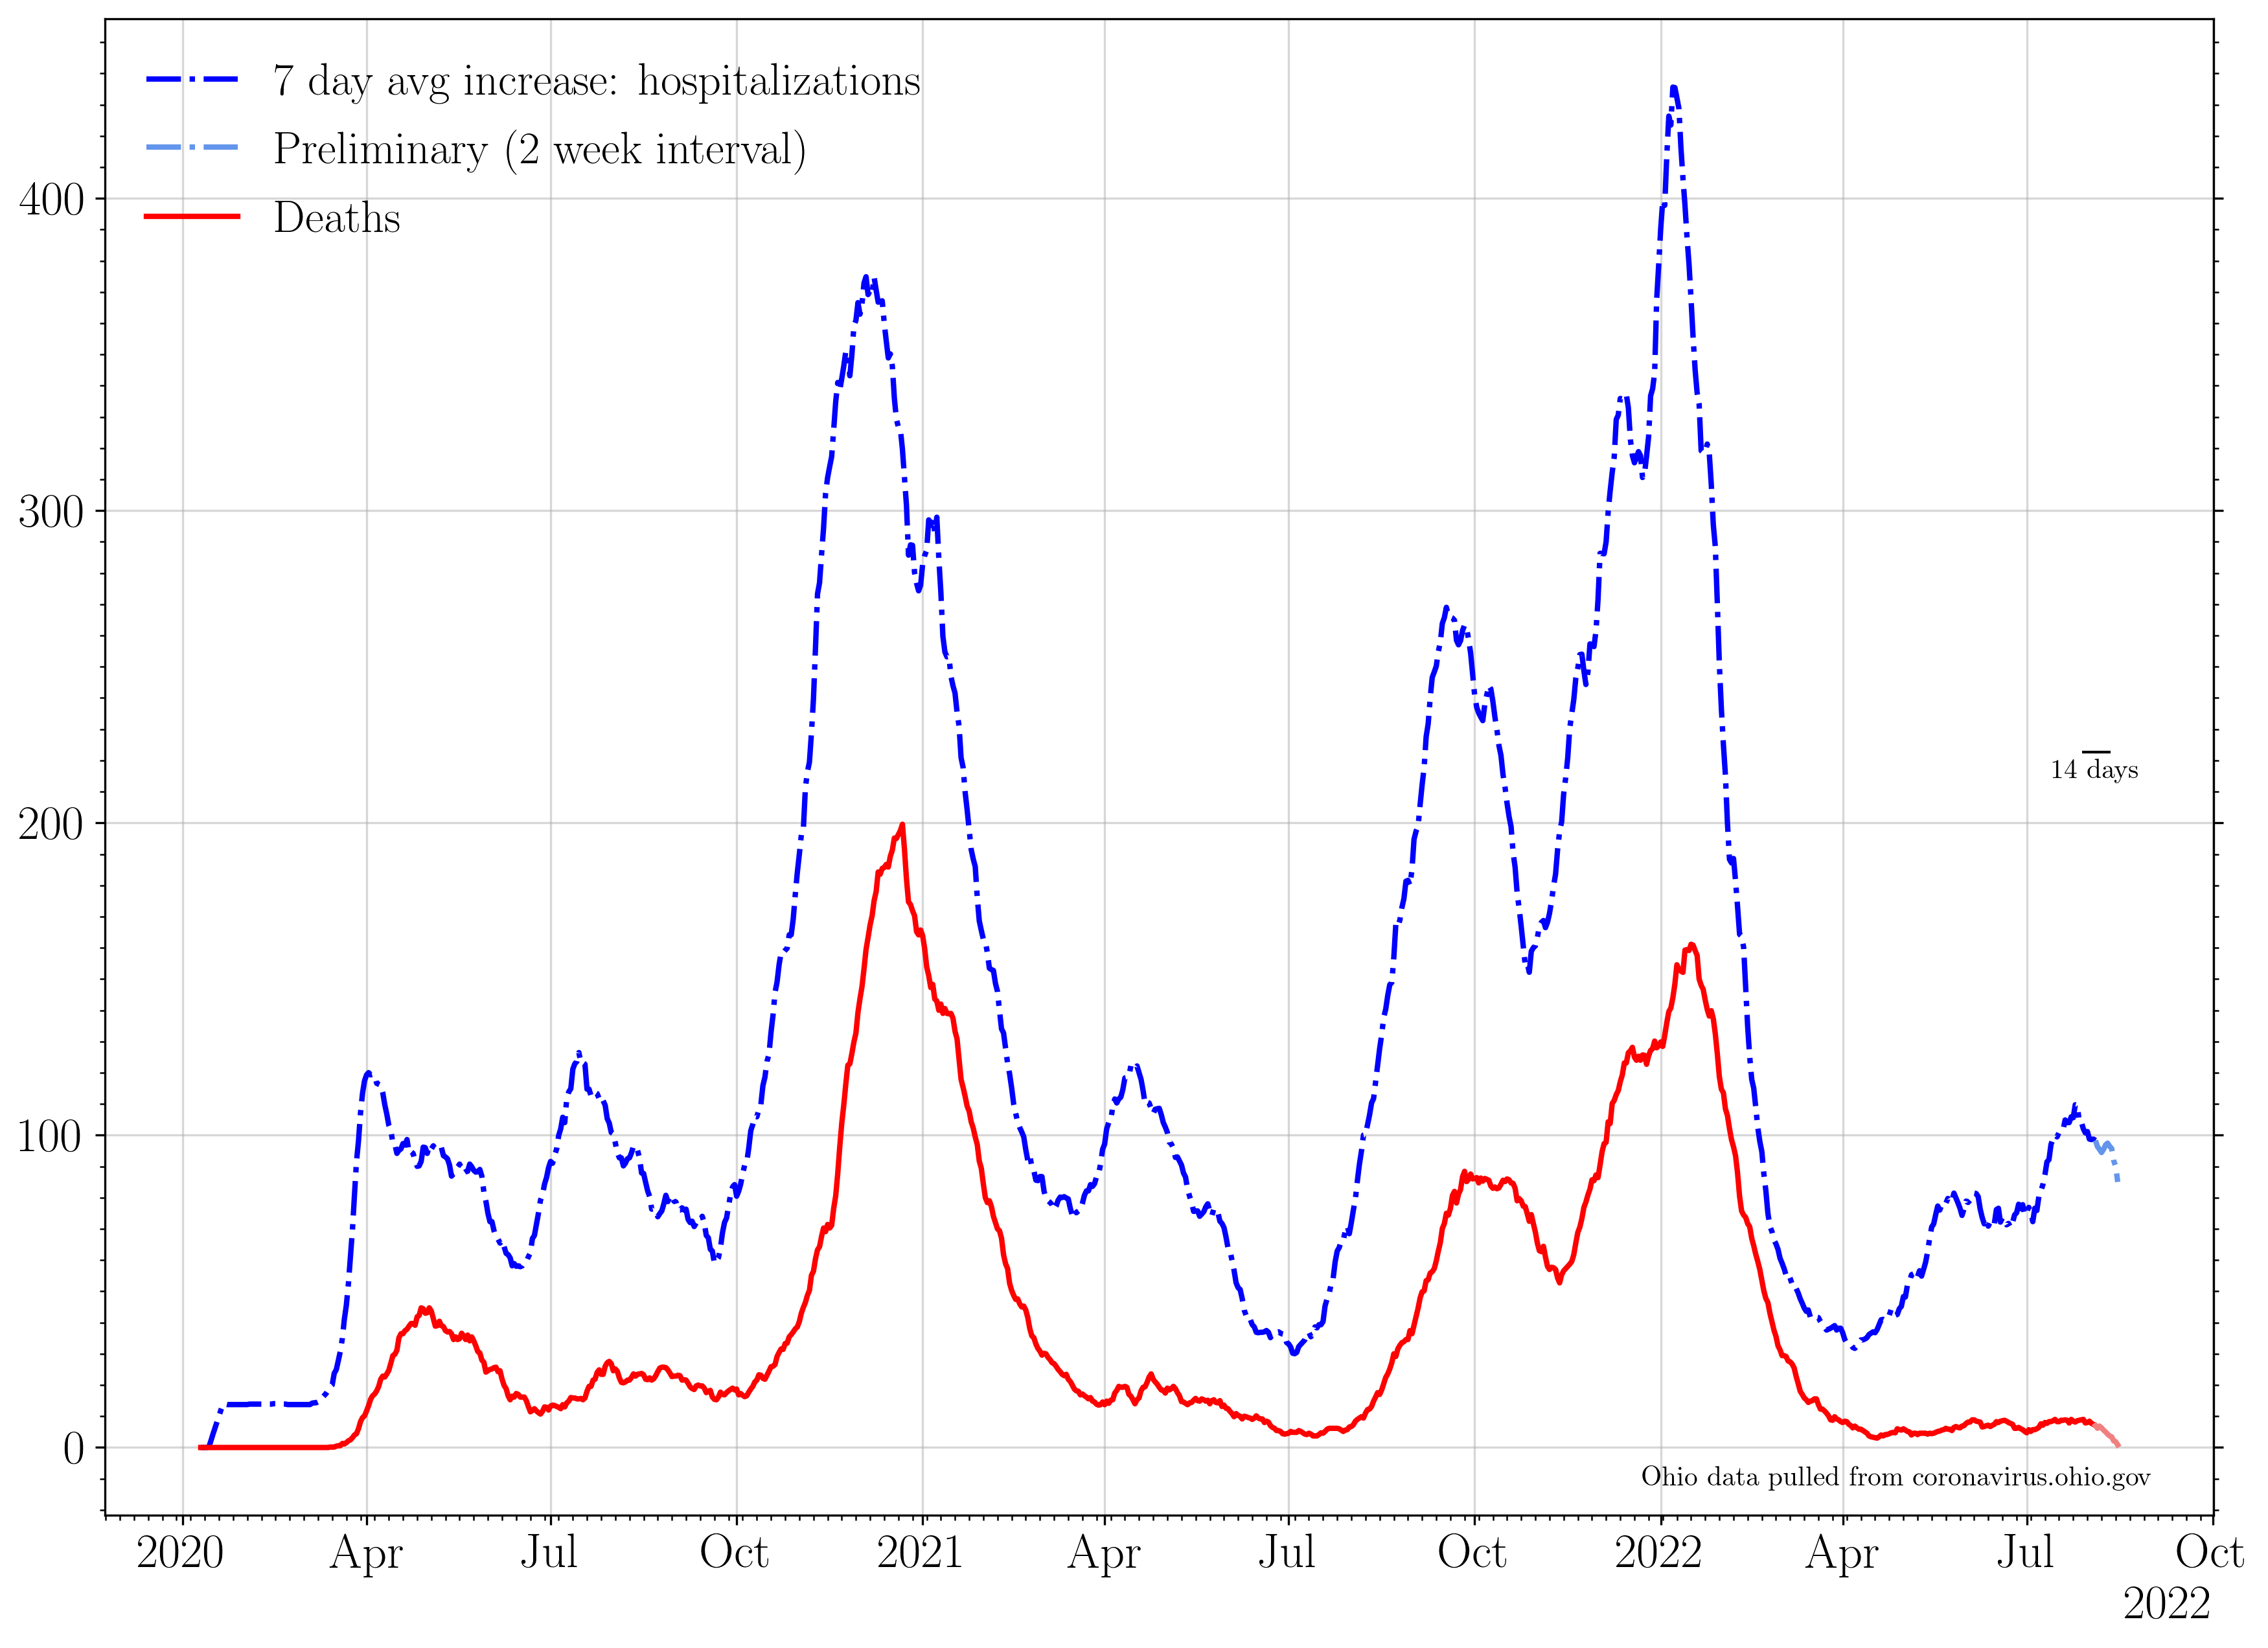 7 day avg increase: hospitalizations
Preliminary (2 week interval)
Deaths
400
300
200
100
0
14 days
Ohio data pulled from coronavirus.ohio.gov
2020 Apr Jul Oct 2021 Apr Jul Oct 2022 Apr Jul Oct
2022